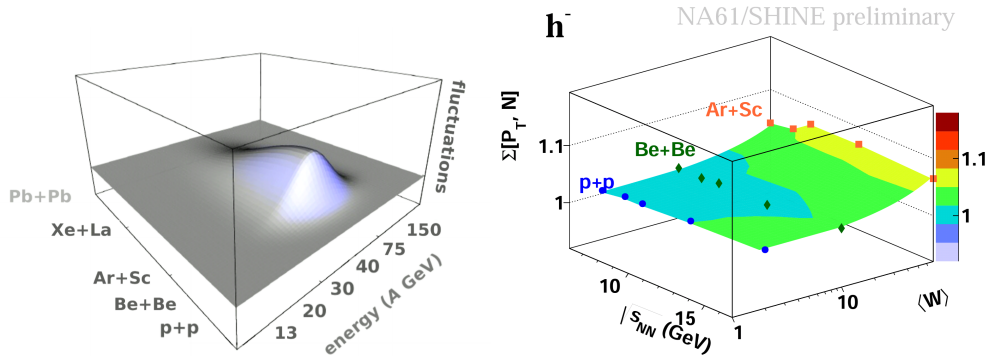 fluctuations
Pb+Pb
Xe+La
Ar+Sc
Be+Be
p+p
13
20
30
40
75
150
energy (A GeV)
NA61/SHINE preliminary
h-
Σ[P_T, N]
1.1
1
Ar+Sc
Be+Be
p+p
10
15
√s_NN (GeV)
1
10
⟨W⟩
1.1
1